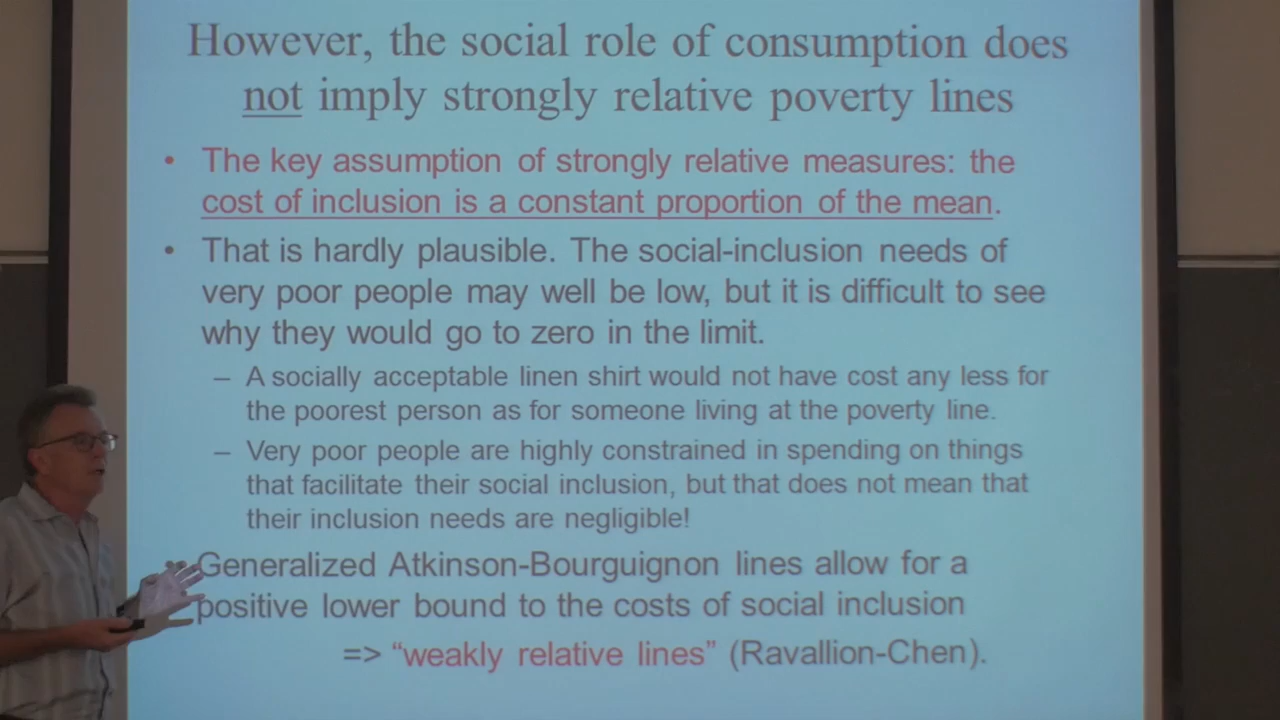 However, the social role of consumption does
not imply strongly relative poverty lines
• The key assumption of strongly relative measures: the
cost of inclusion is a constant proportion of the mean.
• That is hardly plausible. The social-inclusion needs of
very poor people may well be low, but it is difficult to see
why they would go to zero in the limit.
– A socially acceptable linen shirt would not have cost any less for
the poorest person as for someone living at the poverty line.
– Very poor people are highly constrained in spending on things
that facilitate their social inclusion, but that does not mean that
their inclusion needs are negligible!
• Generalized Atkinson-Bourguignon lines allow for a
positive lower bound to the costs of social inclusion
=> “weakly relative lines” (Ravallion-Chen).